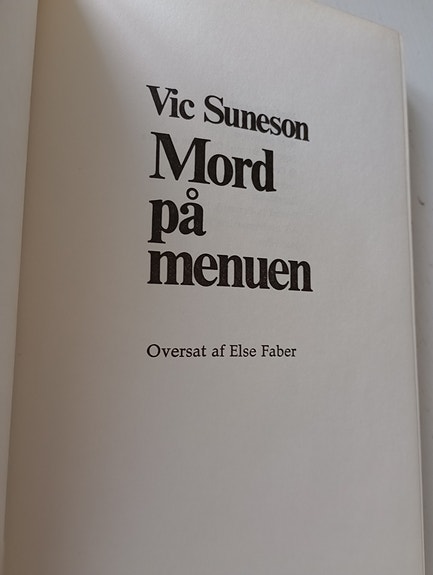 Vic Suneson
Mord
på
menuen
Oversat af Else Faber